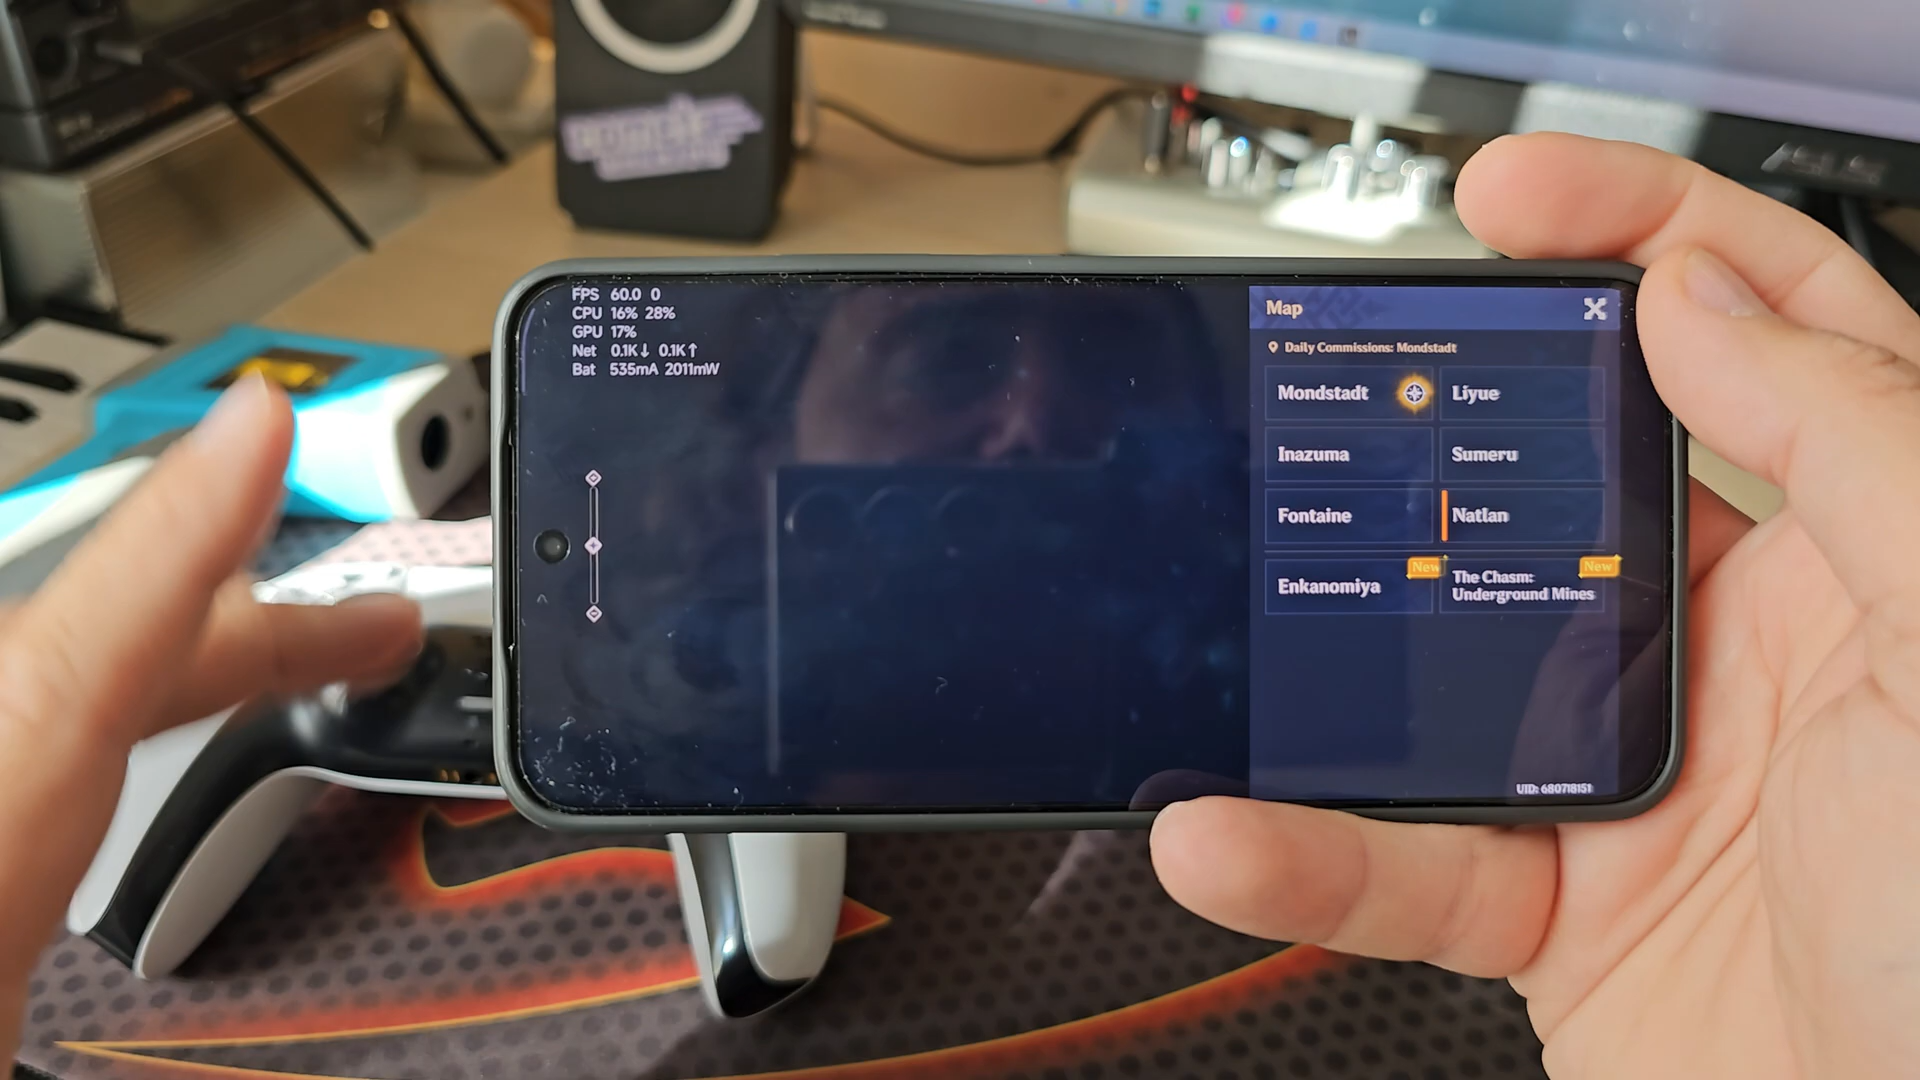 ASUS
FPS 60.0 0
CPU 16% 28%
GPU 17%
Net 0.1K↓ 0.1K↑
Bat 535mA 2011mW
Map
Daily Commissions: Mondstadt
Mondstadt
Liyue
Inazuma
Sumeru
Fontaine
Natlan
Enkanomiya
New
The Chasm:
Underground Mines
New
UID: 680718151